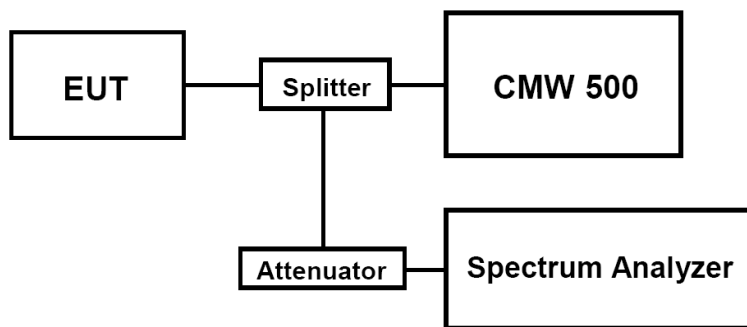 EUT
Splitter
CMW 500
Attenuator
Spectrum Analyzer